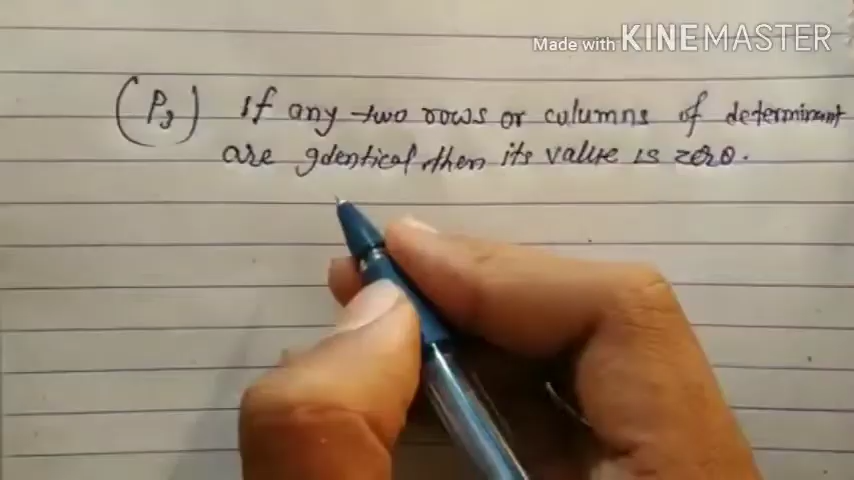 Made with KINEMASTER
(P₃) If any two rows or columns of determinant
are identical then its value is zero.